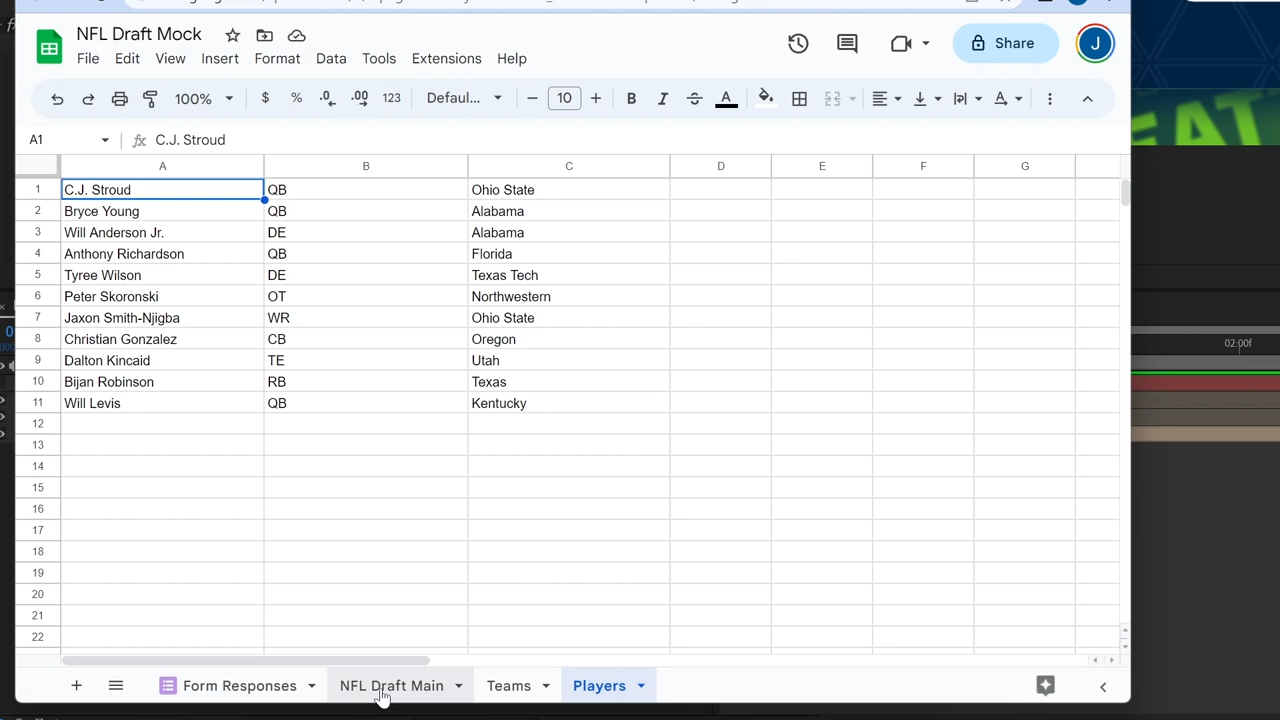 NFL Draft Mock
File Edit View Insert Format Data Tools Extensions Help
Share
J
100% $ % .0 .00 123 Defaul... 10 B I A
A1 fx C.J. Stroud
A B C D E F G
1 C.J. Stroud QB Ohio State
2 Bryce Young QB Alabama
3 Will Anderson Jr. DE Alabama
4 Anthony Richardson QB Florida
5 Tyree Wilson DE Texas Tech
6 Peter Skoronski OT Northwestern
7 Jaxon Smith-Njigba WR Ohio State
8 Christian Gonzalez CB Oregon
9 Dalton Kincaid TE Utah
10 Bijan Robinson RB Texas
11 Will Levis QB Kentucky
12
13
14
15
16
17
18
19
20
21
22
Form Responses NFL Draft Main Teams Players
EAT
02:00f